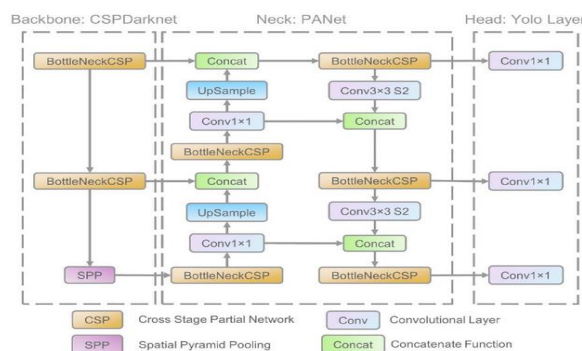 Backbone: CSPDarknet Neck: PANet Head: Yolo Layer
BottleNeckCSP Concat BottleNeckCSP Conv1×1
UpSample Conv3×3 S2
Conv1×1 Concat
BottleNeckCSP
BottleNeckCSP Concat BottleNeckCSP Conv1×1
UpSample Conv3×3 S2
Conv1×1 Concat
SPP BottleNeckCSP BottleNeckCSP Conv1×1
CSP Cross Stage Partial Network Conv Convolutional Layer
SPP Spatial Pyramid Pooling Concat Concatenate Function